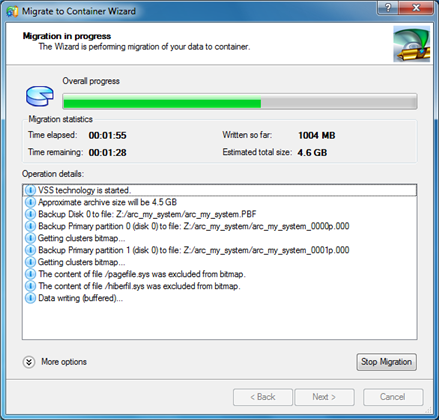 Migrate to Container Wizard
Migration in progress
The Wizard is performing migration of your data to container.
Overall progress
Migration statistics
Time elapsed: 00:01:55 Written so far: 1004 MB
Time remaining: 00:01:28 Estimated total size: 4.6 GB
Operation details:
VSS technology is started.
Approximate archive size will be 4.5 GB
Backup Disk 0 to file: Z:/arc_my_system/arc_my_system.PBF
Backup Primary partition 0 (disk 0) to file: Z:/arc_my_system/arc_my_system_0000p.000
Getting clusters bitmap...
Backup Primary partition 1 (disk 0) to file: Z:/arc_my_system/arc_my_system_0001p.000
Getting clusters bitmap...
The content of file /pagefile.sys was excluded from bitmap.
The content of file /hiberfil.sys was excluded from bitmap.
Data writing (buffered)...
More options
Stop Migration
< Back Next > Cancel